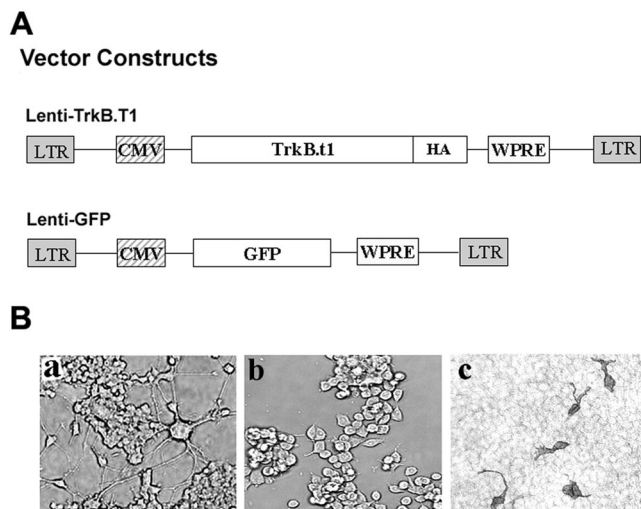 A
Vector Constructs
Lenti-TrkB.T1
LTR CMV TrkB.t1 HA WPRE LTR
Lenti-GFP
LTR CMV GFP WPRE LTR
B
a b c